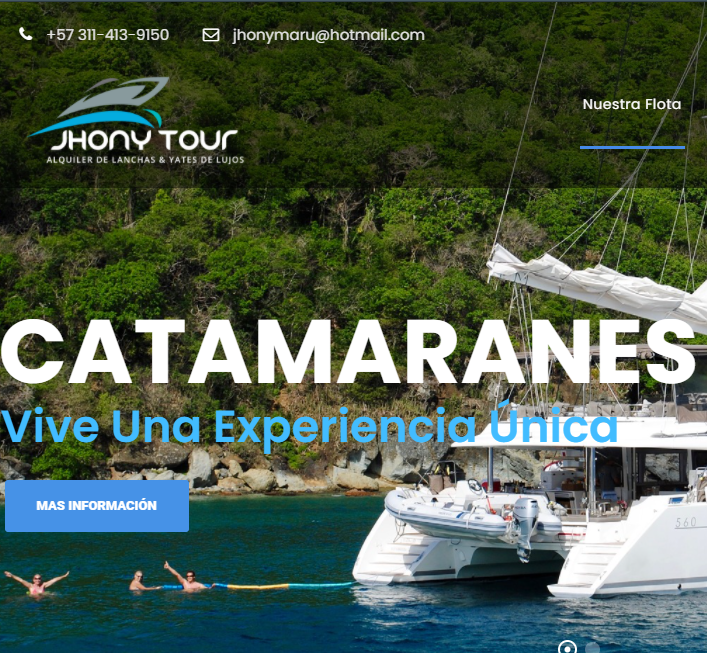 +57 311-413-9150 jhonymaru@hotmail.com
JHONY TOUR
ALQUILER DE LANCHAS & YATES DE LUJOS
Nuestra Flota
CATAMARANES
Vive Una Experiencia Única
MAS INFORMACIÓN
560